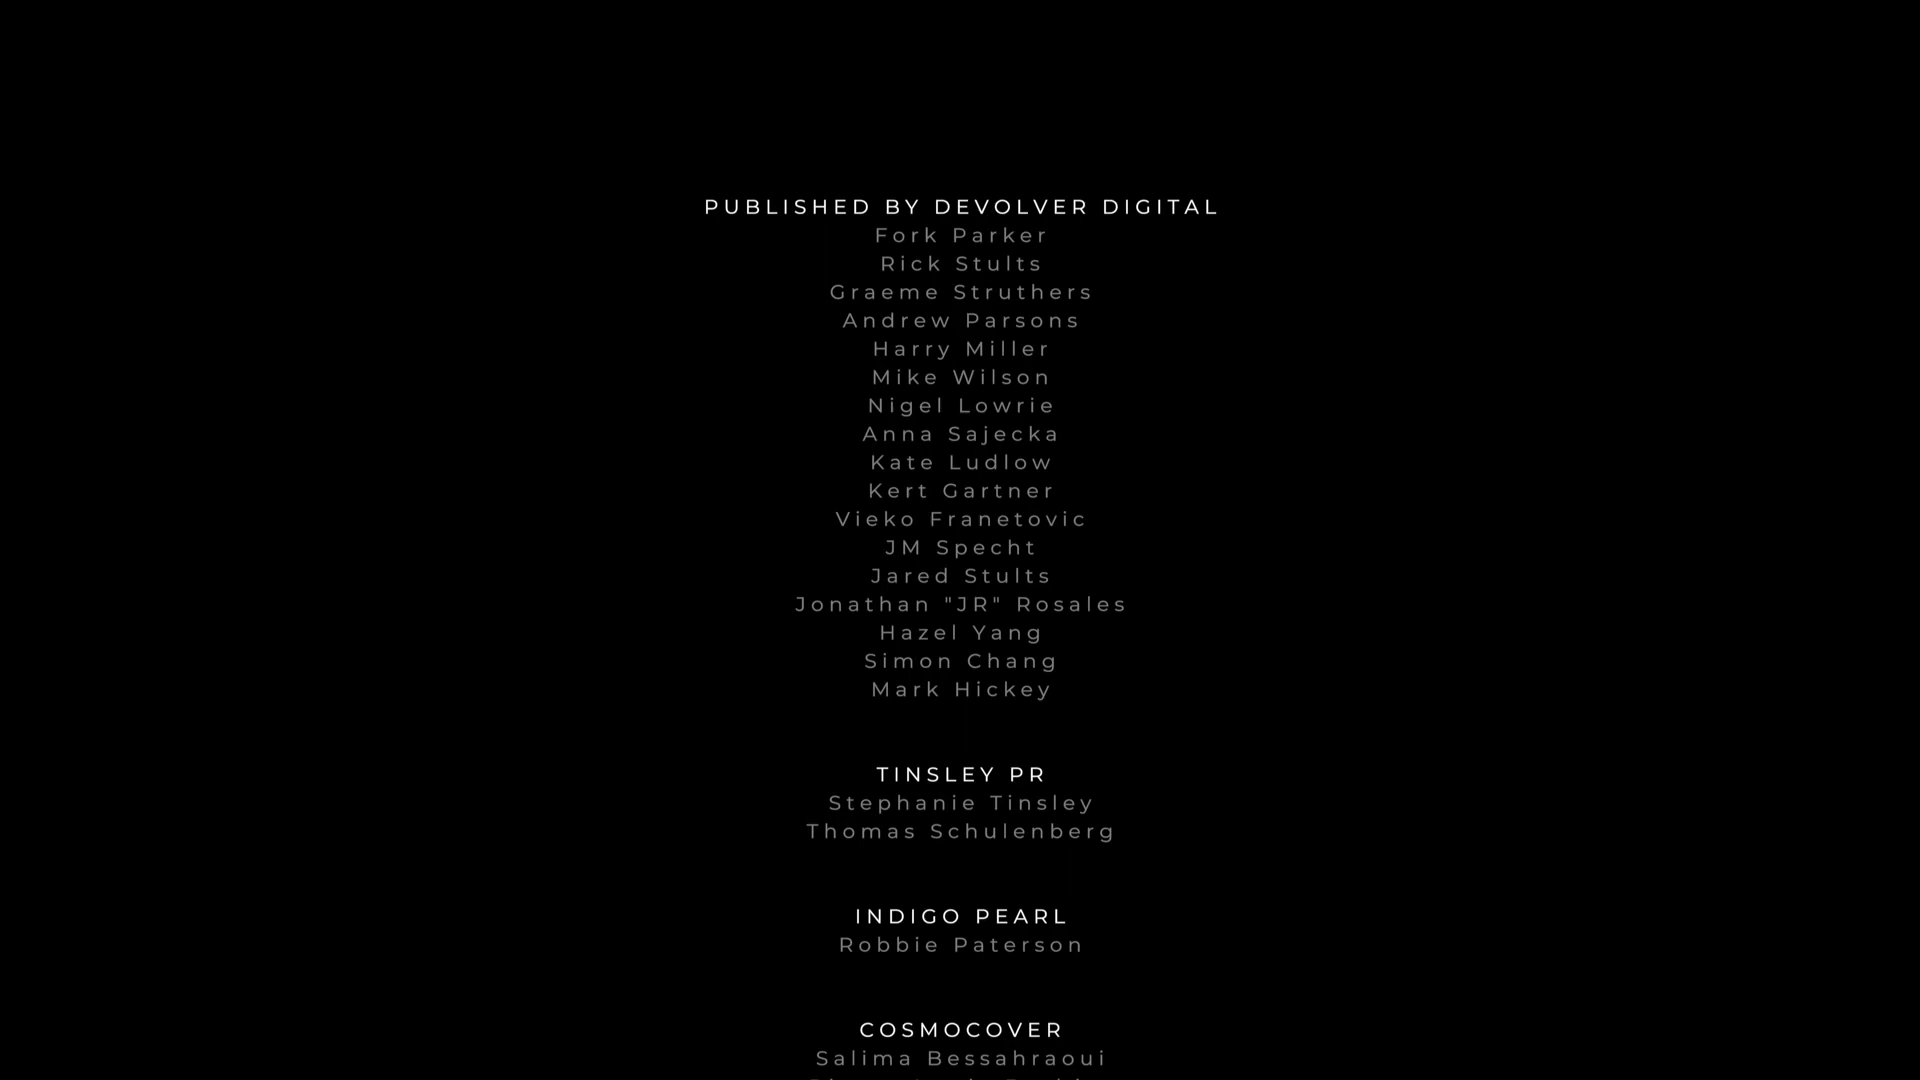 PUBLISHED BY DEVOLVER DIGITAL
Fork Parker
Rick Stults
Graeme Struthers
Andrew Parsons
Harry Miller
Mike Wilson
Nigel Lowrie
Anna Sajecka
Kate Ludlow
Kert Gartner
Vieko Franetovic
JM Specht
Jared Stults
Jonathan "JR" Rosales
Hazel Yang
Simon Chang
Mark Hickey
TINSLEY PR
Stephanie Tinsley
Thomas Schulenberg
INDIGO PEARL
Robbie Paterson
COSMOCOVER
Salima Bessahraoui